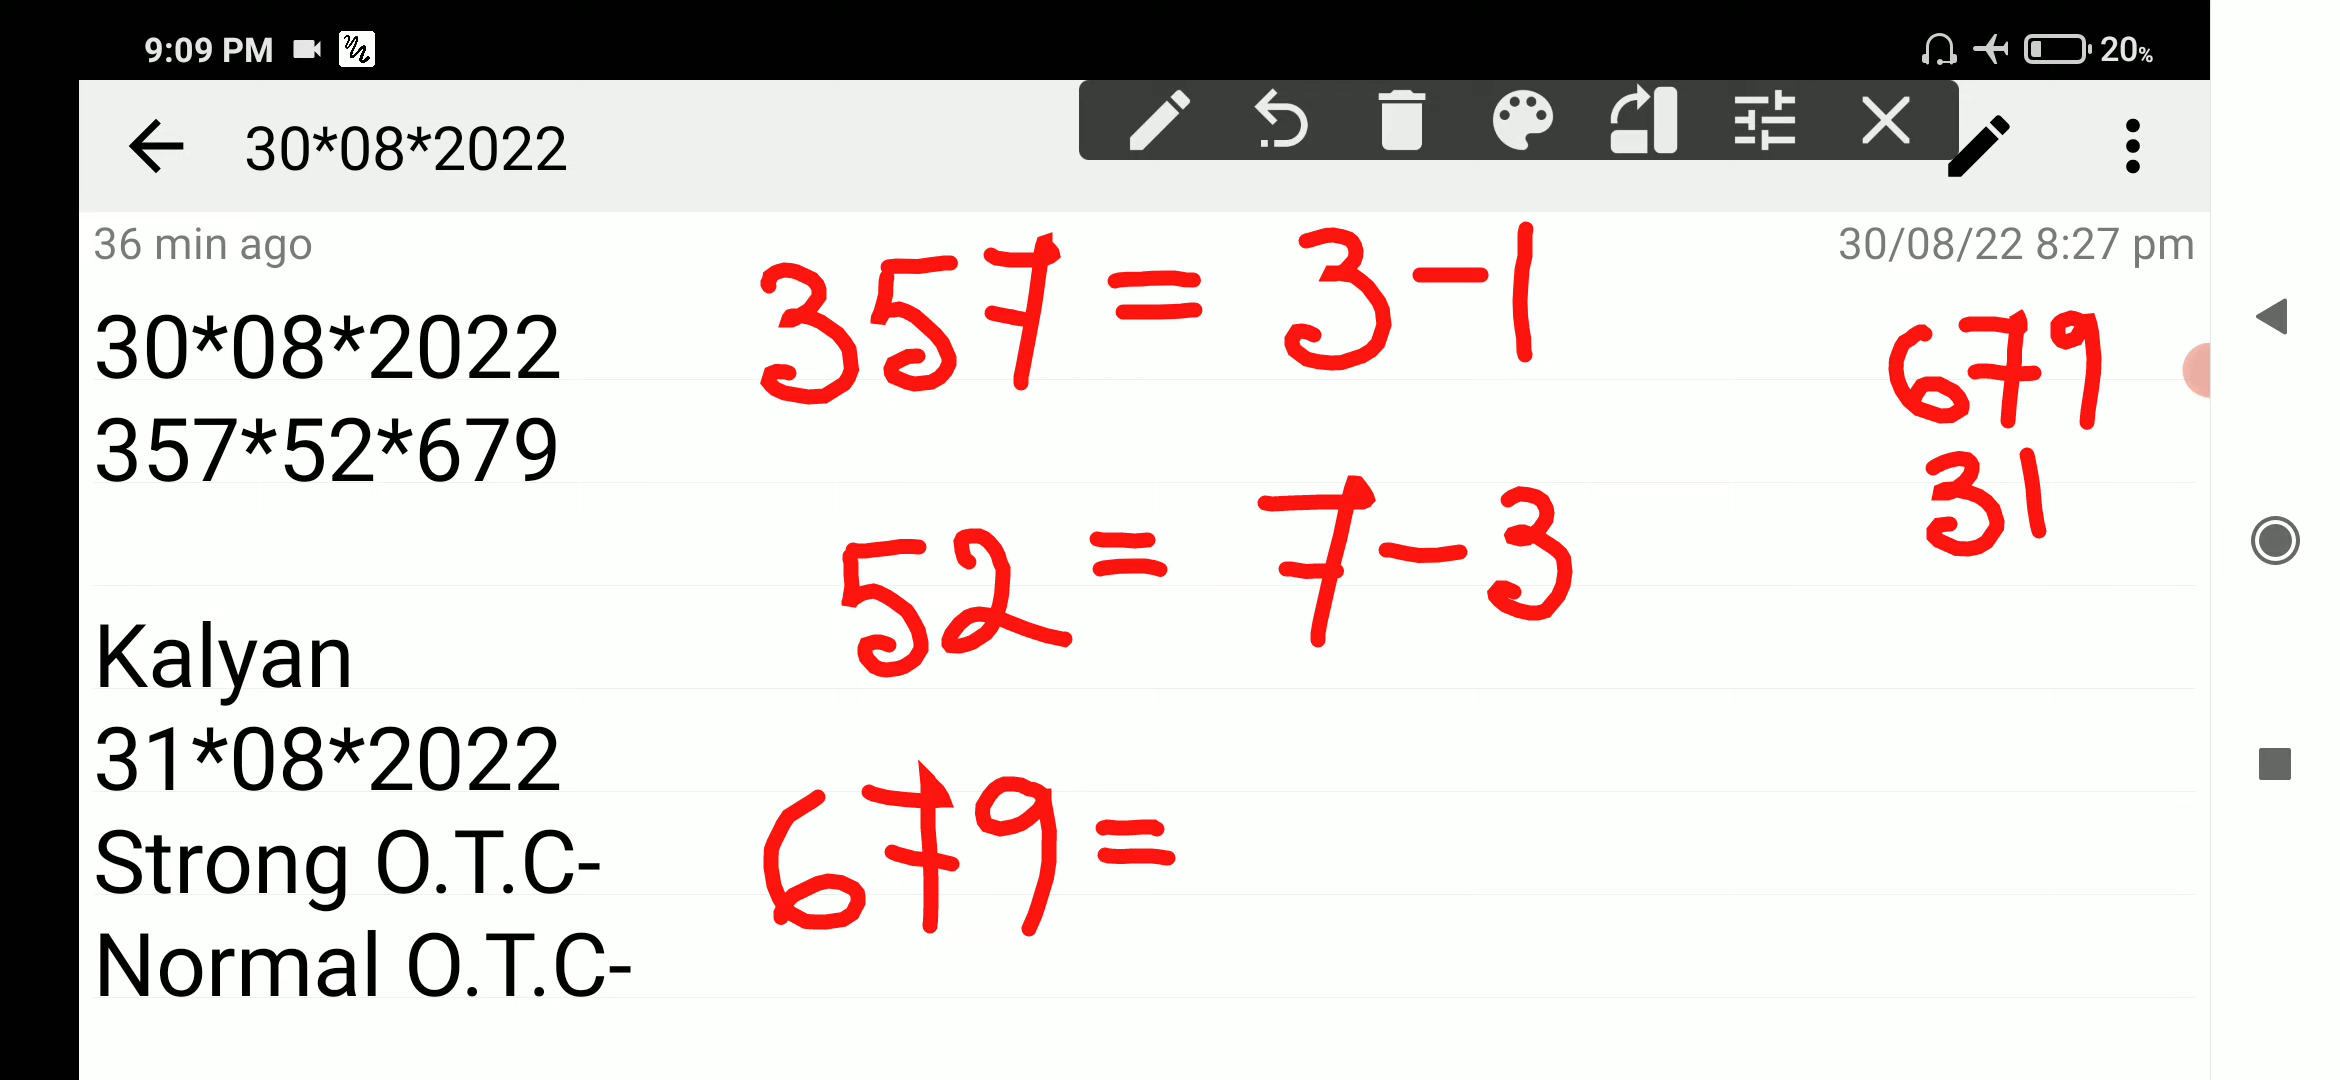 9:09 PM 20%
30*08*2022
36 min ago 30/08/22 8:27 pm
30*08*2022
357*52*679
Kalyan
31*08*2022
Strong O.T.C-
Normal O.T.C-
357 = 3-1
52 = 7-3
679 =
679
31